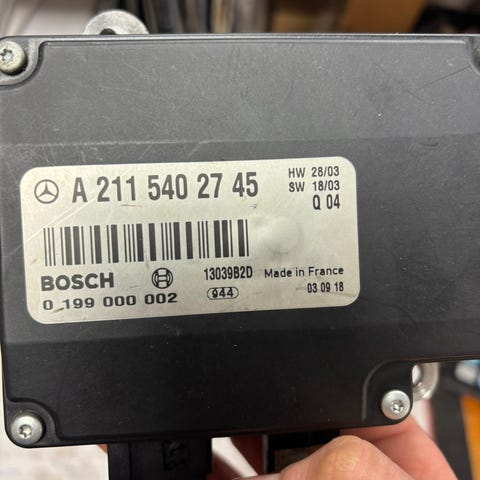 A 211 540 27 45
HW 28/03
SW 18/03
Q 04
BOSCH
13039B2D
Made in France
0 199 000 002
944
03 09 18